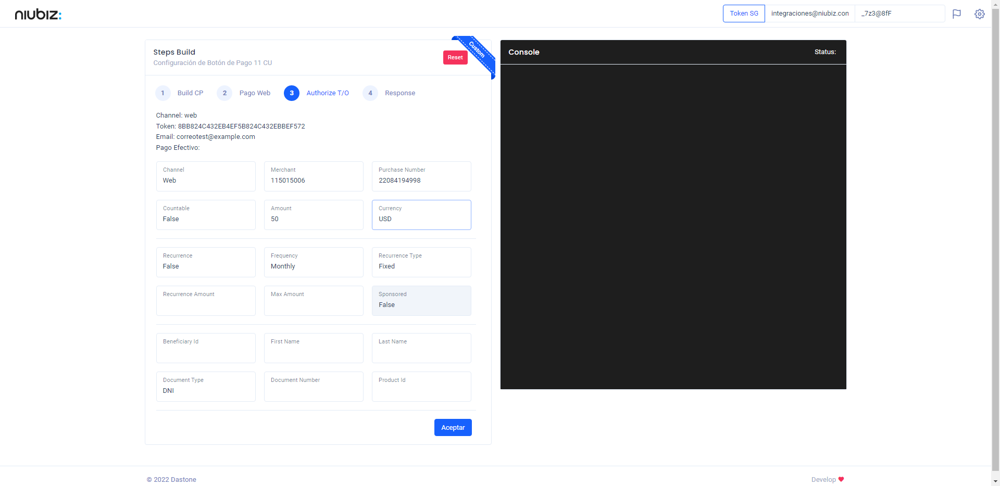 niubiz:
Token SG
integraciones@niubiz.con
_7z3@8fF
Steps Build
Configuración de Botón de Pago 11 CU
Reset
Custom
1 Build CP
2 Pago Web
3 Authorize T/O
4 Response
Channel: web
Token: 8BB824C432EB4EF5B824C432EBBEF572
Email: correotest@example.com
Pago Efectivo:
Channel
Web
Merchant
115015006
Purchase Number
22084194998
Countable
False
Amount
50
Currency
USD
Recurrence
False
Frequency
Monthly
Recurrence Type
Fixed
Recurrence Amount
Max Amount
Sponsored
False
Beneficiary Id
First Name
Last Name
Document Type
DNI
Document Number
Product Id
Aceptar
Console
Status:
© 2022 Dastone
Develop